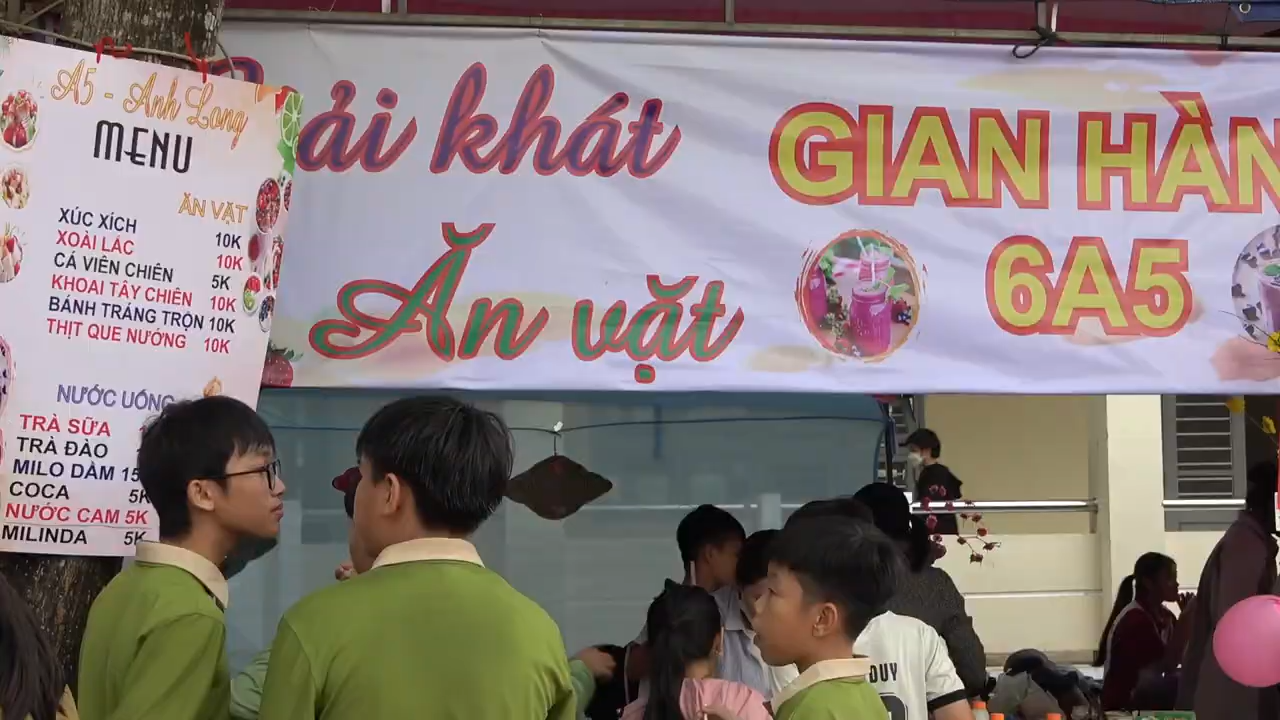 A5 - Anh Long
MENU
ĂN VẶT
XÚC XÍCH 10K
XOÀI LẮC 10K
CÁ VIÊN CHIÊN 5K
KHOAI TÂY CHIÊN 10K
BÁNH TRÁNG TRỘN 10K
THỊT QUE NƯỚNG 10K
NƯỚC UỐNG
TRÀ SỮA
TRÀ ĐÀO
MILO DẦM 15
COCA 5K
NƯỚC CAM 5K
MILINDA 5K
ải khát
Ăn vặt
GIAN HÀN
6A5
DUY